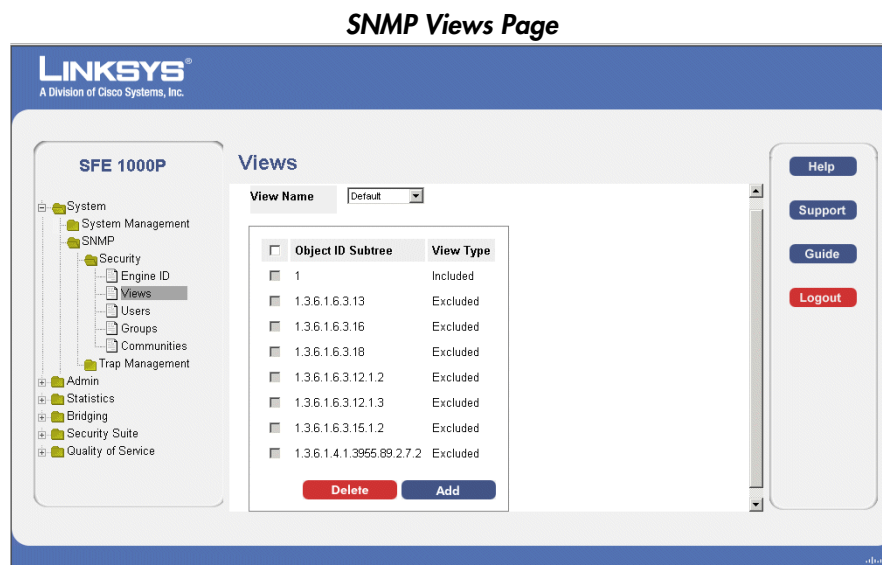 SNMP Views Page
LINKSYS®
A Division of Cisco Systems, Inc.
SFE 1000P
System
System Management
SNMP
Security
Engine ID
Views
Users
Groups
Communities
Trap Management
Admin
Statistics
Bridging
Security Suite
Quality of Service
Views
View Name Default
Object ID Subtree View Type
1 Included
1.3.6.1.6.3.13 Excluded
1.3.6.1.6.3.16 Excluded
1.3.6.1.6.3.18 Excluded
1.3.6.1.6.3.12.1.2 Excluded
1.3.6.1.6.3.12.1.3 Excluded
1.3.6.1.6.3.15.1.2 Excluded
1.3.6.1.4.1.3955.89.2.7.2 Excluded
Delete Add
Help
Support
Guide
Logout